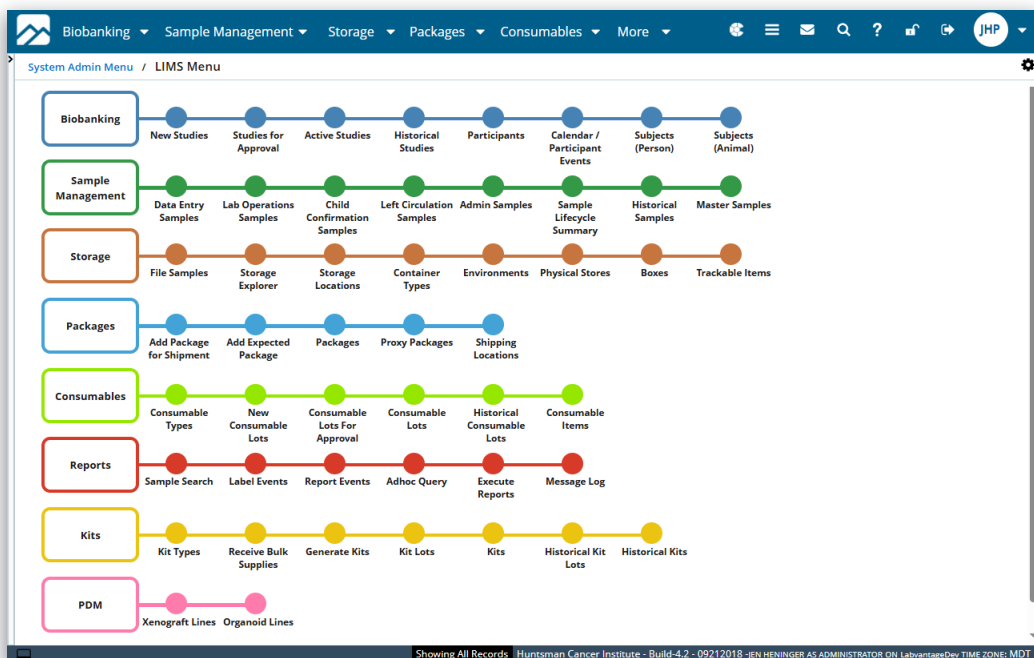 Biobanking Sample Management Storage Packages Consumables More ? JHP
System Admin Menu / LIMS Menu
Biobanking
New Studies
Studies for
Approval
Active Studies
Historical
Studies
Participants
Calendar /
Participant
Events
Subjects
(Person)
Subjects
(Animal)
Sample
Management
Data Entry
Samples
Lab Operations
Samples
Child
Confirmation
Samples
Left Circulation
Samples
Admin Samples
Sample
Lifecycle
Summary
Historical
Samples
Master Samples
Storage
File Samples
Storage
Explorer
Storage
Locations
Container
Types
Environments
Physical Stores
Boxes
Trackable Items
Packages
Add Package
for Shipment
Add Expected
Package
Packages
Proxy Packages
Shipping
Locations
Consumables
Consumable
Types
New
Consumable
Lots
Consumable
Lots For
Approval
Consumable
Lots
Historical
Consumable
Lots
Consumable
Items
Reports
Sample Search
Label Events
Report Events
Adhoc Query
Execute
Reports
Message Log
Kits
Kit Types
Receive Bulk
Supplies
Generate Kits
Kit Lots
Kits
Historical Kit
Lots
Historical Kits
PDM
Xenograft Lines
Organoid Lines
Showing All Records Huntsman Cancer Institute - Build-4.2 - 09212018 -JEN HENINGER AS ADMINISTRATOR ON LabvantageDev TIME ZONE: MDT